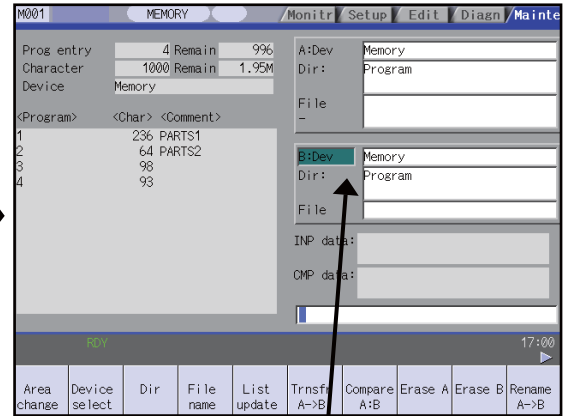 M001 MEMORY Monitr Setup Edit Diagn Mainte
Prog entry 4 Remain 996
Character 1000 Remain 1.95M
Device Memory
<Program> <Char> <Comment>
1 236 PARTS1
2 64 PARTS2
3 98
4 93
A:Dev Memory
Dir: Program
File
–
B:Dev Memory
Dir: Program
File
INP data:
CMP data:
RDY 17:00
Area change
Device select
Dir
File name
List update
Trnsfr A->B
Compare A:B
Erase A
Erase B
Rename A->B